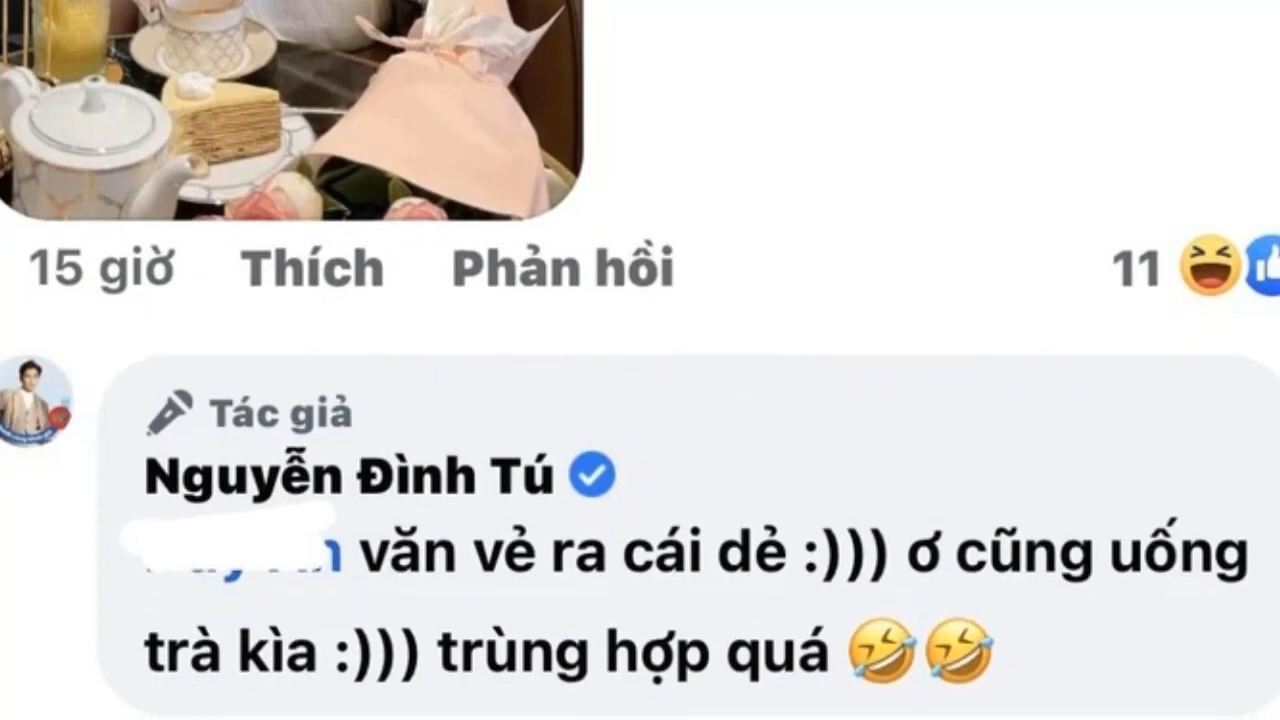 15 giờ Thích Phản hồi 11
Tác giả
Nguyễn Đình Tú
văn vẻ ra cái dẻ :))) ơ cũng uống
trà kìa :))) trùng hợp quá 🤣🤣